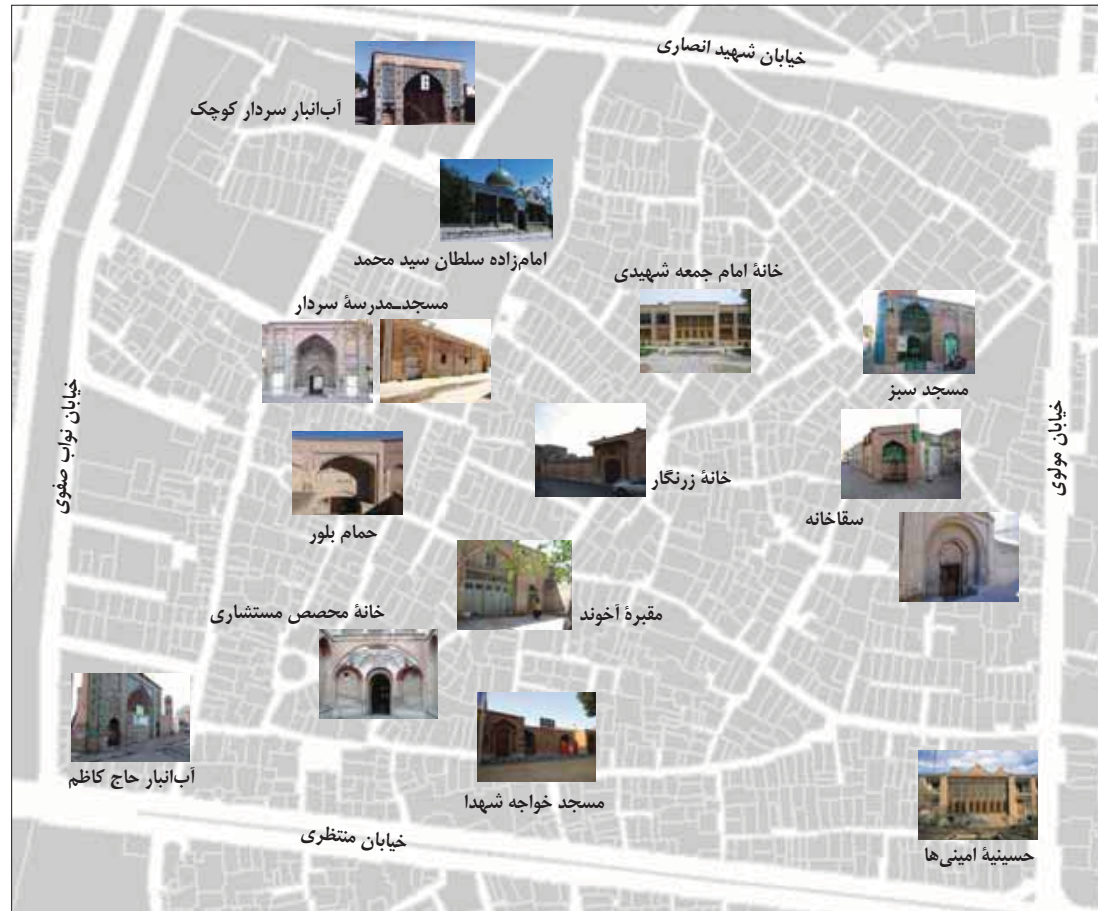 خیابان شهید انصاری
آب‌انبار سردار کوچک
امام‌زاده سلطان سید محمد
خانهٔ امام جمعه شهیدی
مسجدـمدرسهٔ سردار
مسجد سبز
خیابان نواب صفوی
خیابان مولوی
خانهٔ زرنگار
سقاخانه
حمام بلور
مقبرهٔ آخوند
خانهٔ محصص مستشاری
آب‌انبار حاج کاظم
مسجد خواجه شهدا
خیابان منتظری
حسینیهٔ امینی‌ها